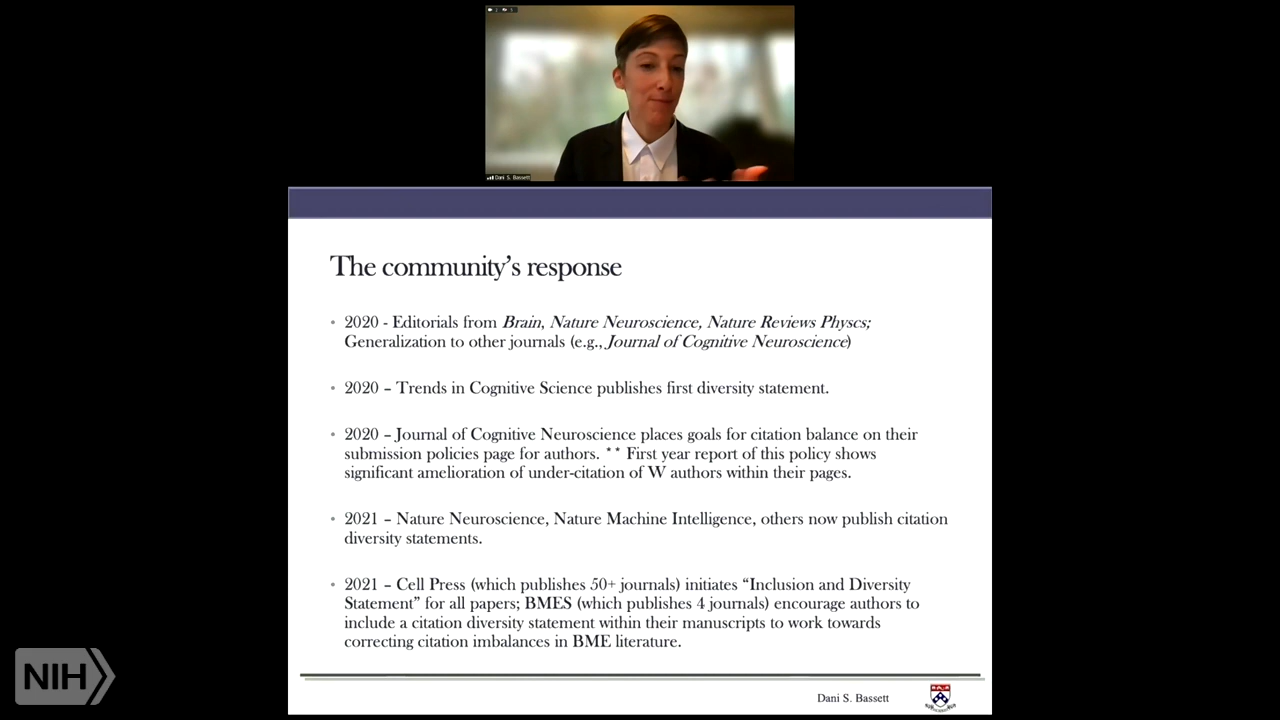 Dani S. Bassett
The community's response
• 2020 - Editorials from Brain, Nature Neuroscience, Nature Reviews Physcs;
Generalization to other journals (e.g., Journal of Cognitive Neuroscience)
• 2020 – Trends in Cognitive Science publishes first diversity statement.
• 2020 – Journal of Cognitive Neuroscience places goals for citation balance on their
submission policies page for authors. ** First year report of this policy shows
significant amelioration of under-citation of W authors within their pages.
• 2021 – Nature Neuroscience, Nature Machine Intelligence, others now publish citation
diversity statements.
• 2021 – Cell Press (which publishes 50+ journals) initiates “Inclusion and Diversity
Statement” for all papers; BMES (which publishes 4 journals) encourage authors to
include a citation diversity statement within their manuscripts to work towards
correcting citation imbalances in BME literature.
NIH
Dani S. Bassett